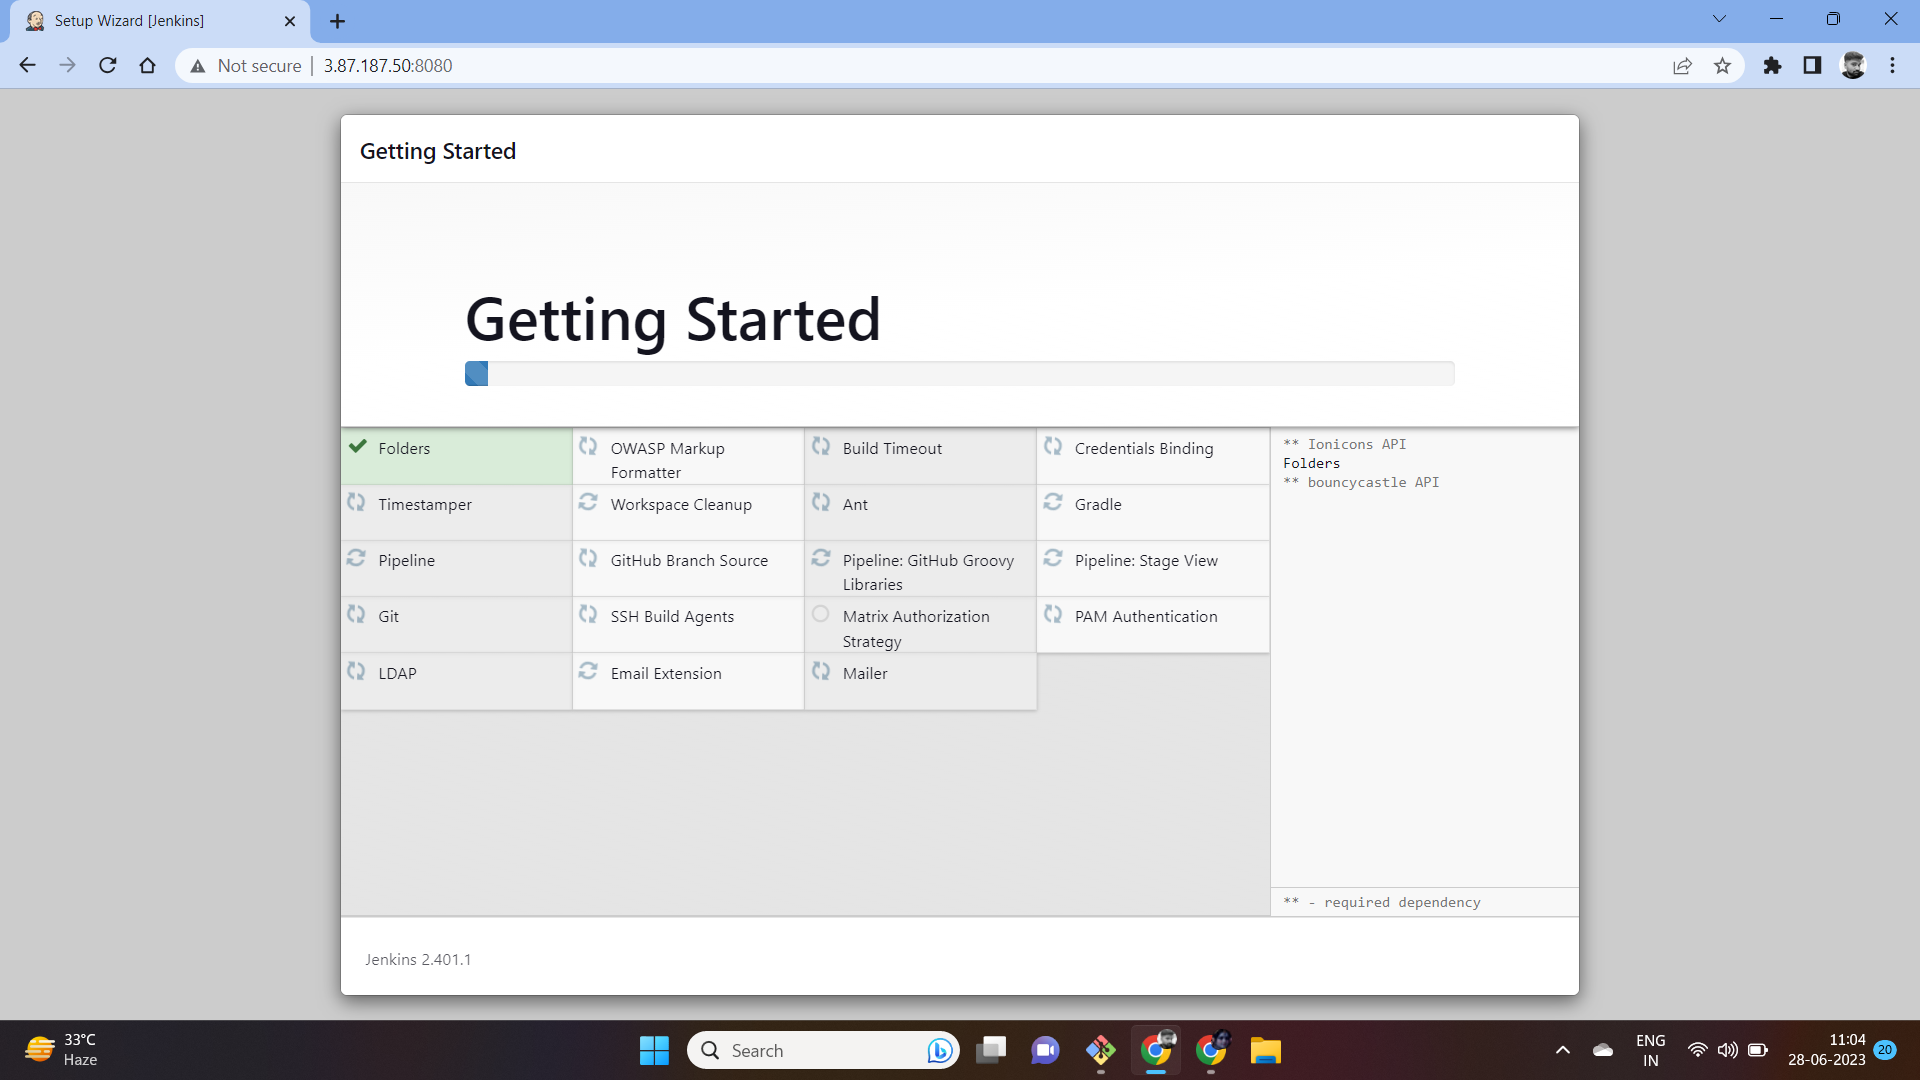 Setup Wizard [Jenkins]
Not secure
3.87.187.50:8080
Getting Started
Getting Started
Folders
OWASP Markup
Formatter
Build Timeout
Credentials Binding
Timestamper
Workspace Cleanup
Ant
Gradle
Pipeline
GitHub Branch Source
Pipeline: GitHub Groovy
Libraries
Pipeline: Stage View
Git
SSH Build Agents
Matrix Authorization
Strategy
PAM Authentication
LDAP
Email Extension
Mailer
** Ionicons API
Folders
** bouncycastle API
** - required dependency
Jenkins 2.401.1
33°C
Haze
Search
ENG
IN
11:04
28-06-2023
20